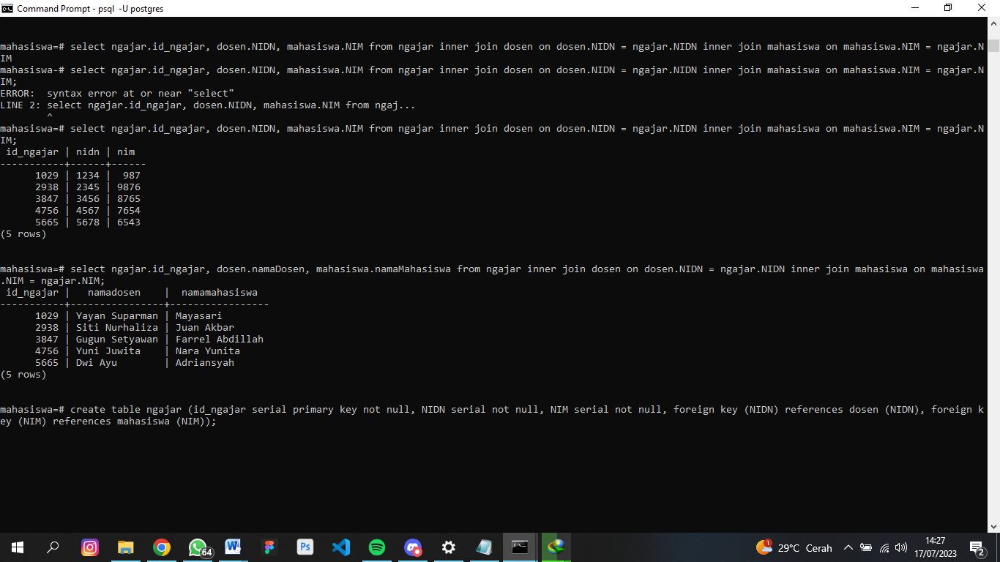 Command Prompt - psql  -U postgres
mahasiswa=# select ngajar.id_ngajar, dosen.NIDN, mahasiswa.NIM from ngajar inner join dosen on dosen.NIDN = ngajar.NIDN inner join mahasiswa on mahasiswa.NIM = ngajar.N
IM
mahasiswa-# select ngajar.id_ngajar, dosen.NIDN, mahasiswa.NIM from ngajar inner join dosen on dosen.NIDN = ngajar.NIDN inner join mahasiswa on mahasiswa.NIM = ngajar.N
IM;
ERROR:  syntax error at or near "select"
LINE 2: select ngajar.id_ngajar, dosen.NIDN, mahasiswa.NIM from ngaj...
        ^
mahasiswa=# select ngajar.id_ngajar, dosen.NIDN, mahasiswa.NIM from ngajar inner join dosen on dosen.NIDN = ngajar.NIDN inner join mahasiswa on mahasiswa.NIM = ngajar.N
IM;
 id_ngajar | nidn | nim
-----------+------+------
      1029 | 1234 |  987
      2938 | 2345 | 9876
      3847 | 3456 | 8765
      4756 | 4567 | 7654
      5665 | 5678 | 6543
(5 rows)
mahasiswa=# select ngajar.id_ngajar, dosen.namaDosen, mahasiswa.namaMahasiswa from ngajar inner join dosen on dosen.NIDN = ngajar.NIDN inner join mahasiswa on mahasiswa
.NIM = ngajar.NIM;
 id_ngajar |   namadosen    |  namamahasiswa
-----------+----------------+-----------------
      1029 | Yayan Suparman | Mayasari
      2938 | Siti Nurhaliza | Juan Akbar
      3847 | Gugun Setyawan | Farrel Abdillah
      4756 | Yuni Juwita    | Nara Yunita
      5665 | Dwi Ayu        | Adriansyah
(5 rows)
mahasiswa=# create table ngajar (id_ngajar serial primary key not null, NIDN serial not null, NIM serial not null, foreign key (NIDN) references dosen (NIDN), foreign k
ey (NIM) references mahasiswa (NIM));
64
Ps
1
29°C Cerah
14:27
17/07/2023
2